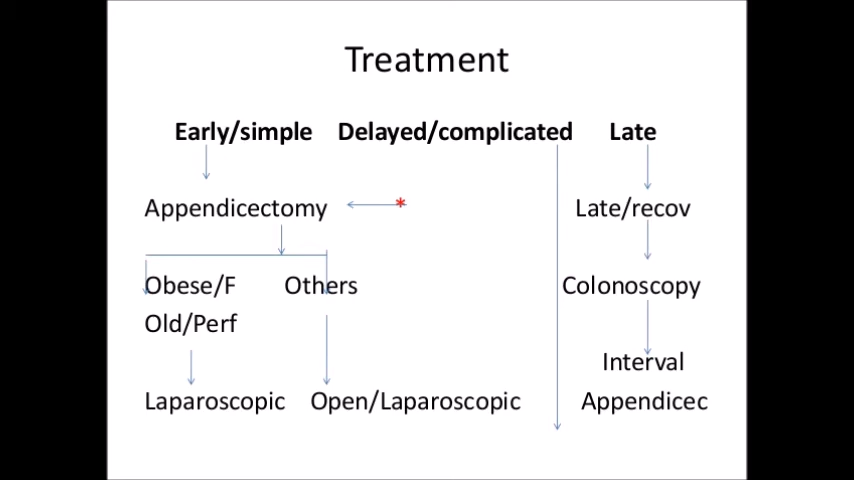 Treatment
Early/simple Delayed/complicated Late
Appendicectomy * Late/recov
Obese/F Others Colonoscopy
Old/Perf
Interval
Laparoscopic Open/Laparoscopic Appendicec